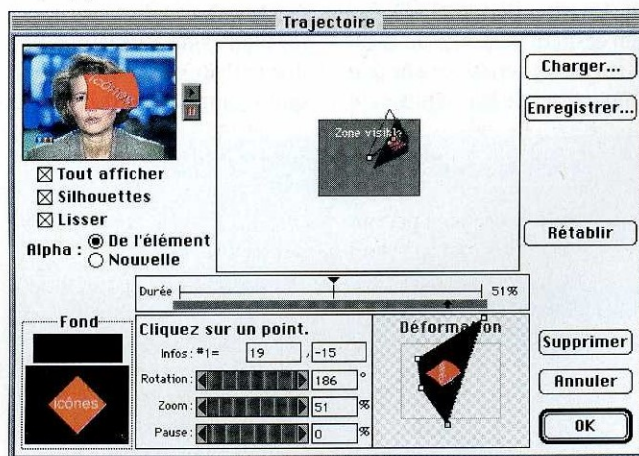 Trajectoire
icônes
Tout afficher
Silhouettes
Lisser
Alpha : De l'élément
Nouvelle
Zone visible
Charger...
Enregistrer...
Rétablir
Durée 51%
Fond
icônes
Cliquez sur un point.
Infos : #1= 19 , -15
Rotation : 186 °
Zoom : 51 %
Pause : 0 %
Déformation
Supprimer
Annuler
OK